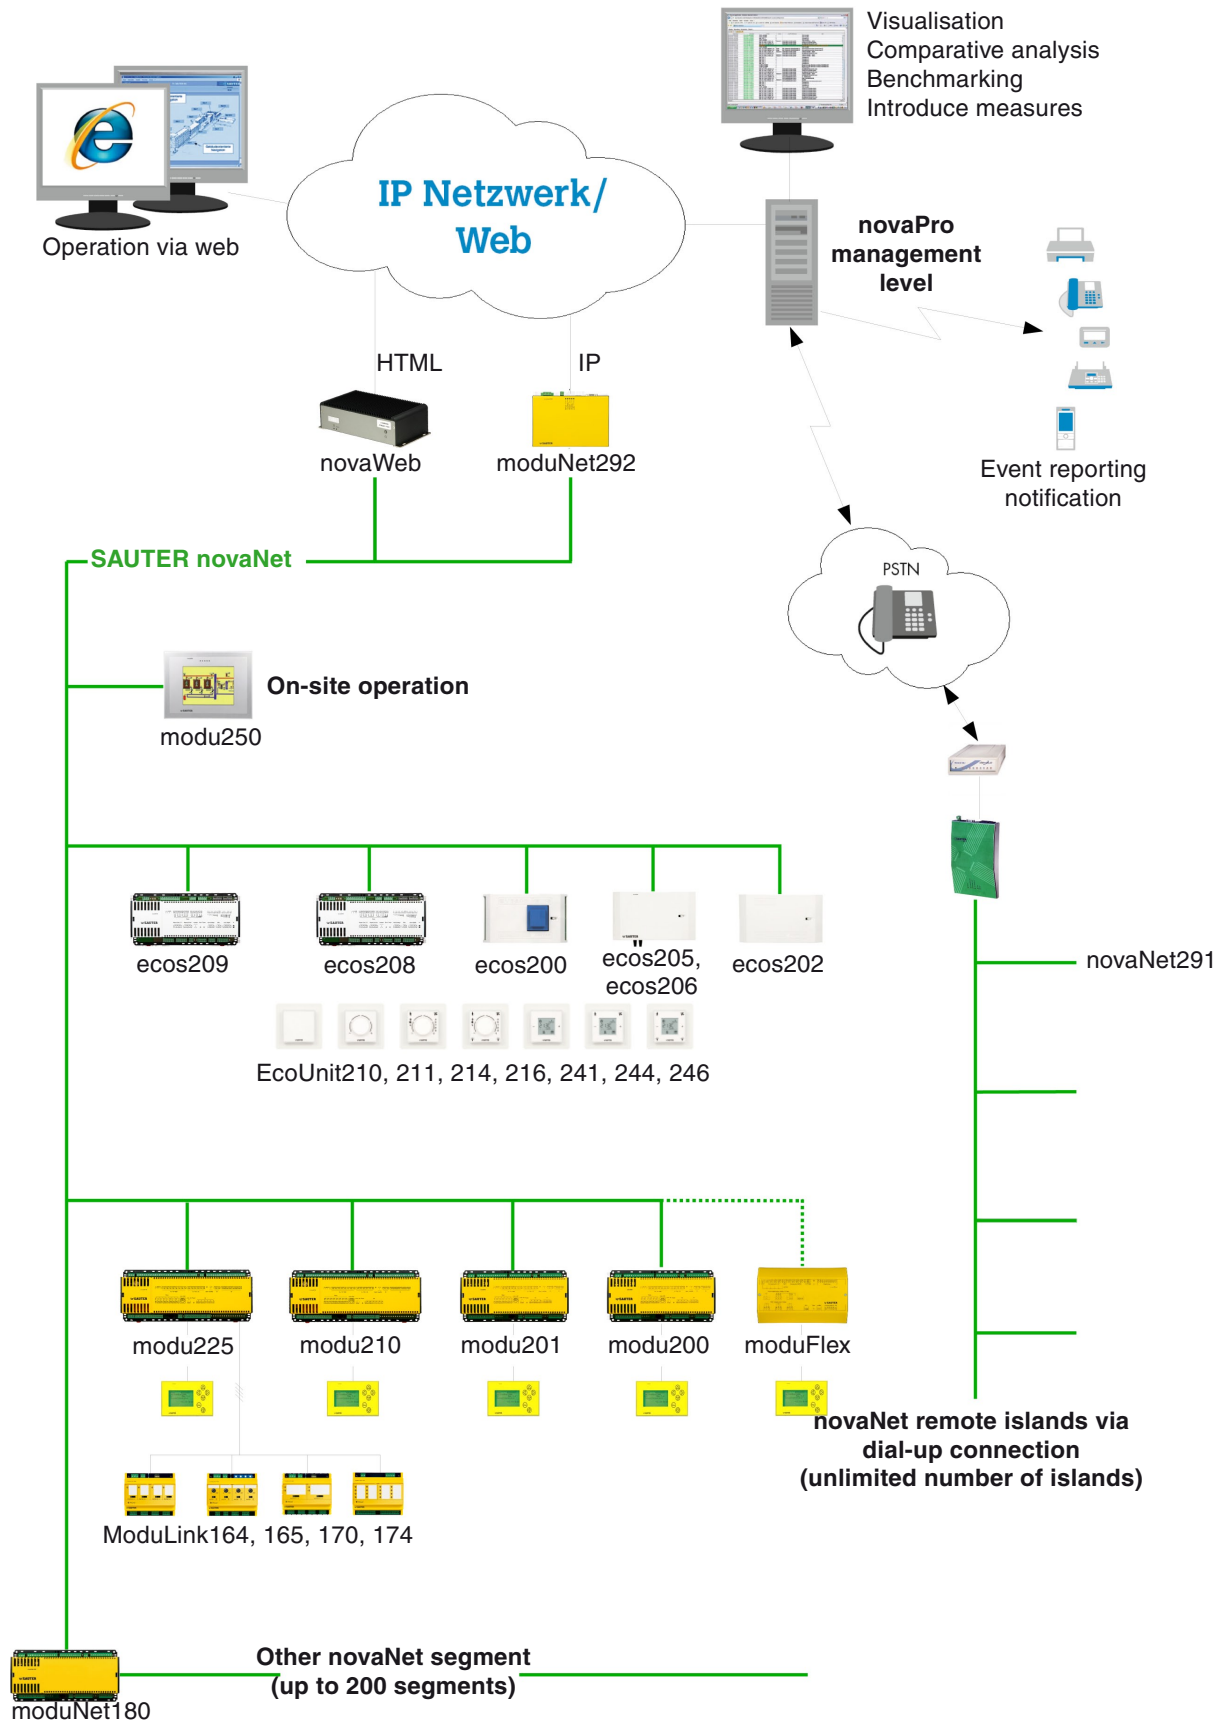 Visualisation
Comparative analysis
Benchmarking
Introduce measures
IP Netzwerk/
Web
Operation via web
novaPro
management
level
HTML
IP
novaWeb
moduNet292
Event reporting
notification
SAUTER novaNet
PSTN
On-site operation
modu250
ecos209
ecos208
ecos200
ecos205,
ecos206
ecos202
novaNet291
EcoUnit210, 211, 214, 216, 241, 244, 246
modu225
modu210
modu201
modu200
moduFlex
novaNet remote islands via
dial-up connection
(unlimited number of islands)
ModuLink164, 165, 170, 174
Other novaNet segment
(up to 200 segments)
moduNet180